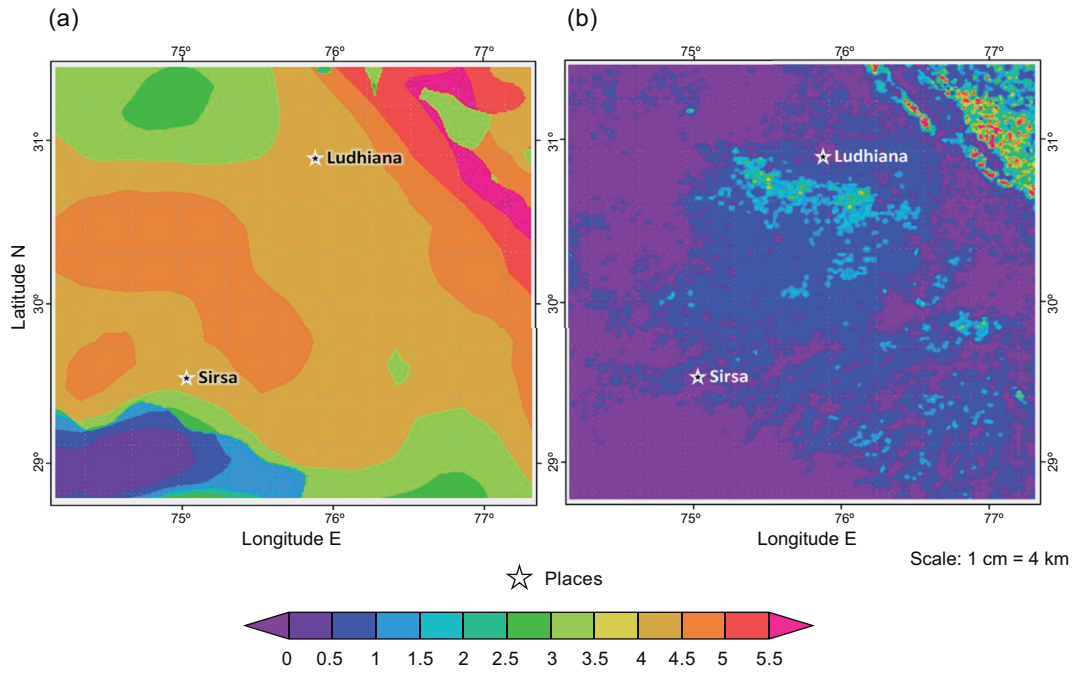 (a)
(b)
75° 76° 77°
75° 76° 77°
31°
30°
29°
31°
30°
29°
31°
30°
29°
Latitude N
Ludhiana
Sirsa
Ludhiana
Sirsa
75° 76° 77°
75° 76° 77°
Longitude E
Longitude E
Scale: 1 cm = 4 km
Places
0 0.5 1 1.5 2 2.5 3 3.5 4 4.5 5 5.5